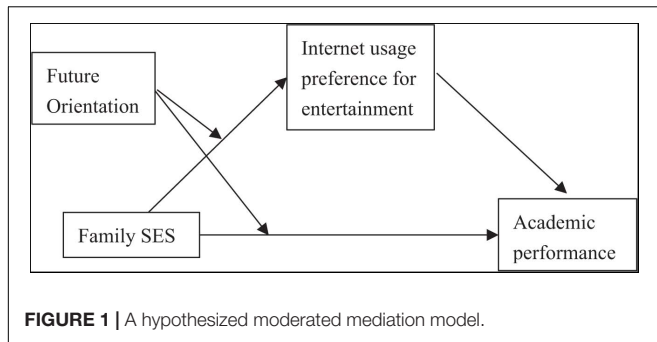 Future
Orientation
Internet usage
preference for
entertainment
Family SES
Academic
performance
FIGURE 1 | A hypothesized moderated mediation model.